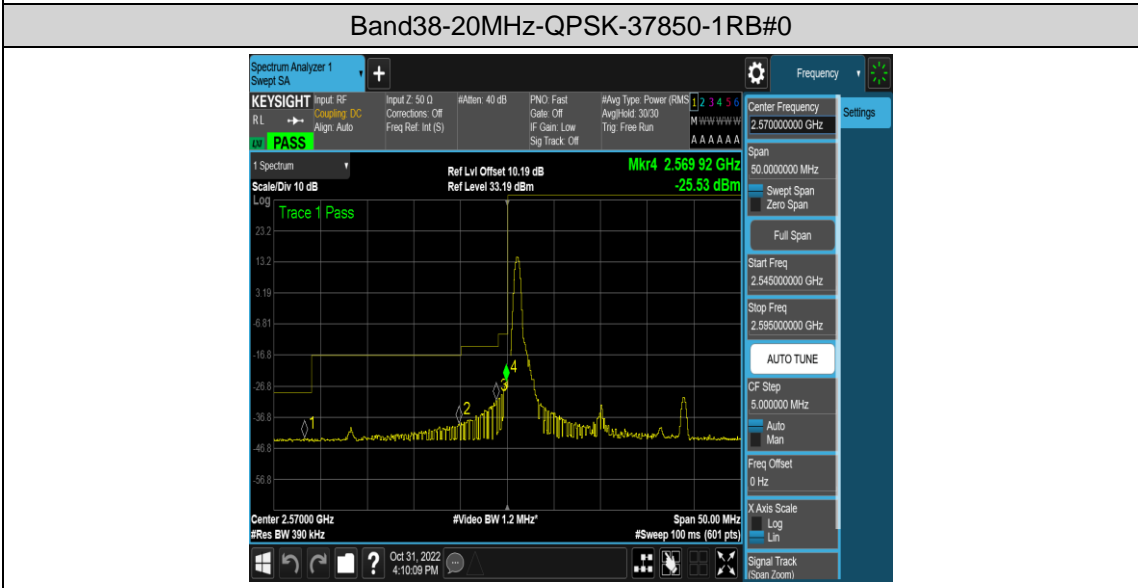 Band38-20MHz-QPSK-37850-1RB#0
Spectrum Analyzer 1
Swept SA
Frequency
KEYSIGHT
RL
PASS
Input: RF
Coupling: DC
Align: Auto
Input Z: 50 Ω
Corrections: Off
Freq Ref: Int (S)
#Atten: 40 dB
PNO: Fast
Gate: Off
IF Gain: Low
Sig Track: Off
#Avg Type: Power (RMS
Avg|Hold: 30/30
Trig: Free Run
1 2 3 4 5 6
M W W W W W
A A A A A A
Center Frequency
2.570000000 GHz
Settings
Span
50.0000000 MHz
Swept Span
Zero Span
Full Span
Start Freq
2.545000000 GHz
Stop Freq
2.595000000 GHz
AUTO TUNE
CF Step
5.000000 MHz
Auto
Man
Freq Offset
0 Hz
X Axis Scale
Log
Lin
Signal Track
(Span Zoom)
1 Spectrum
Scale/Div 10 dB
Ref Lvl Offset 10.19 dB
Ref Level 33.19 dBm
Mkr4 2.569 92 GHz
-25.53 dBm
Log
Trace 1 Pass
23.2
13.2
3.19
-6.81
-16.8
-26.8
-36.8
-46.8
-56.8
1
2
3
4
Center 2.57000 GHz
#Res BW 390 kHz
#Video BW 1.2 MHz*
Span 50.00 MHz
#Sweep 100 ms (601 pts)
?
Oct 31, 2022
4:10:09 PM